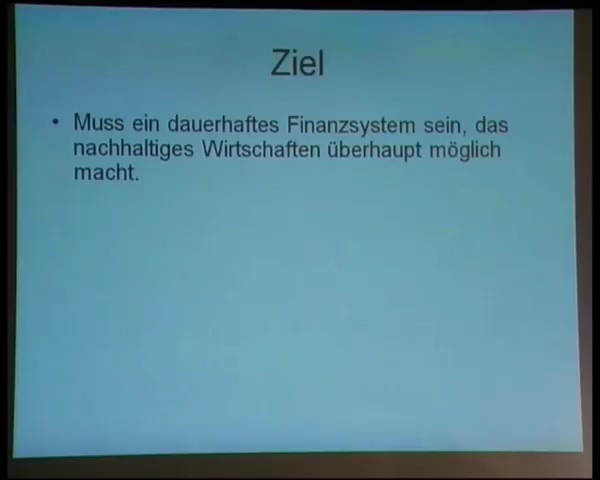 Ziel
• Muss ein dauerhaftes Finanzsystem sein, das
nachhaltiges Wirtschaften überhaupt möglich
macht.